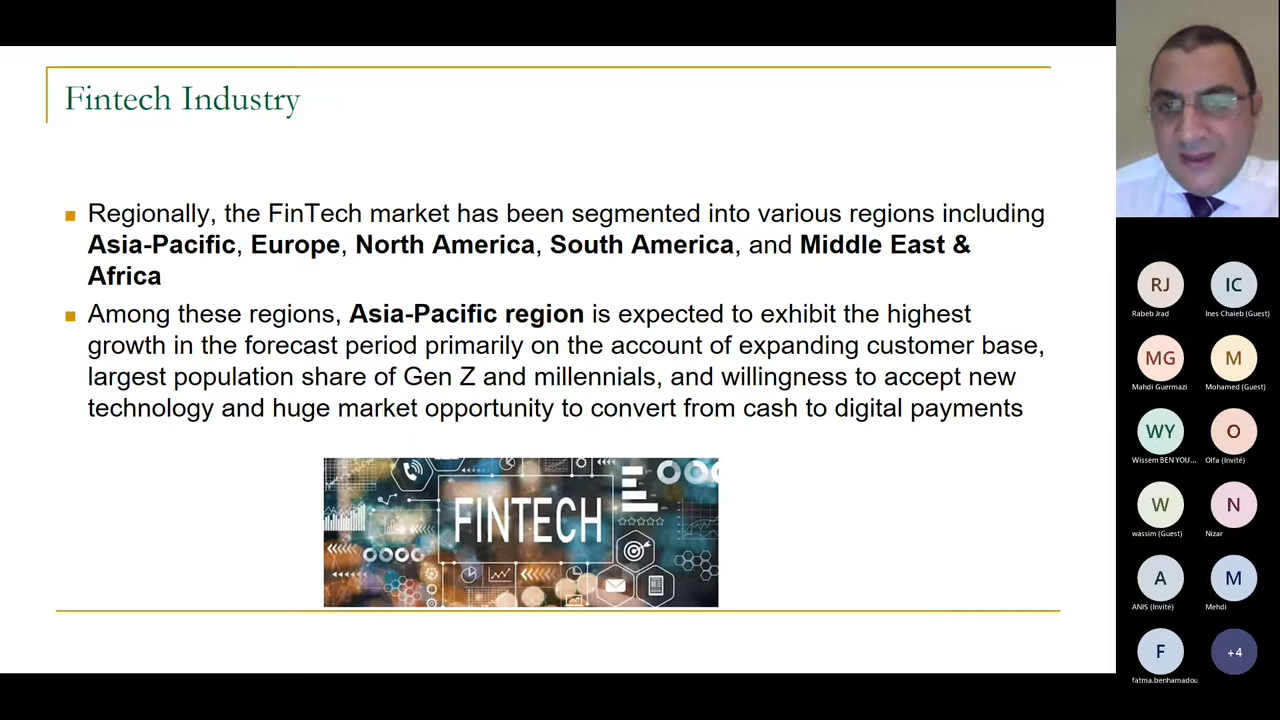 Fintech Industry
Regionally, the FinTech market has been segmented into various regions including
Asia-Pacific, Europe, North America, South America, and Middle East &
Africa
Among these regions, Asia-Pacific region is expected to exhibit the highest
growth in the forecast period primarily on the account of expanding customer base,
largest population share of Gen Z and millennials, and willingness to accept new
technology and huge market opportunity to convert from cash to digital payments
FINTECH
RJ
Rabeb Jrad
IC
Ines Chaieb (Guest)
MG
Mahdi Guermazi
M
Mohamed (Guest)
WY
Wissem BEN YOU...
O
Olfa (Invité)
W
wassim (Guest)
N
Nizar
A
ANIS (Invité)
M
Mehdi
F
fatma.benhamadou
+4